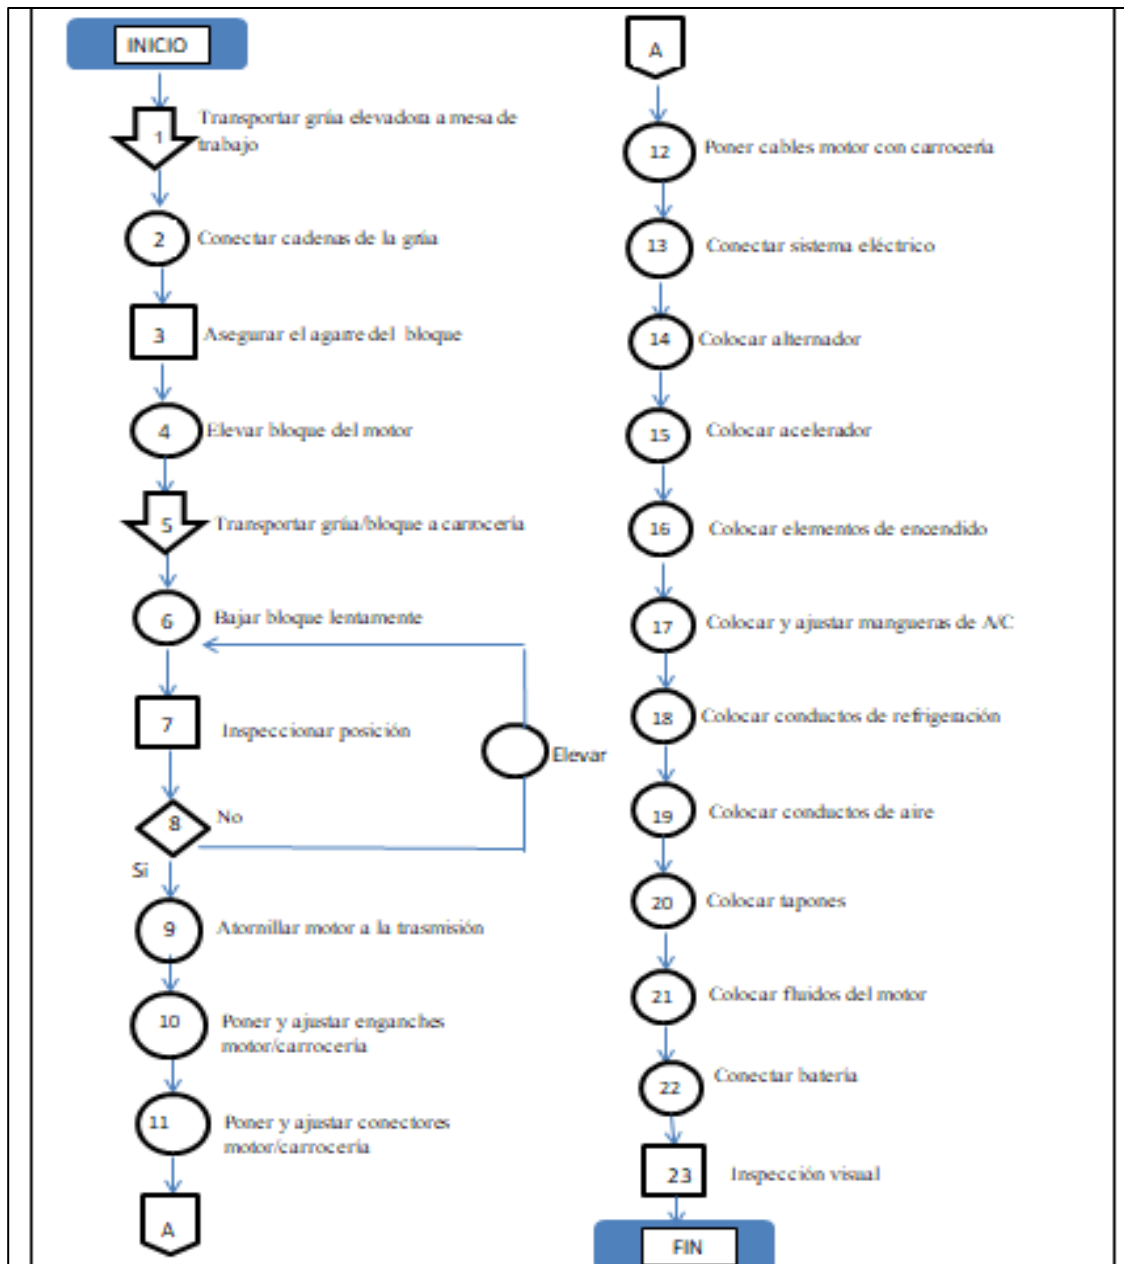 INICIO
1
Transportar grúa elevadora a mesa de
trabajo
2
Conectar cadenas de la grúa
3
Asegurar el agarre del bloque
4
Elevar bloque del motor
5
Transportar grúa/bloque a carrocería
6
Bajar bloque lentamente
7
Inspeccionar posición
Elevar
8
No
Si
9
Atornillar motor a la trasmisión
10
Poner y ajustar enganches
motor/carrocería
11
Poner y ajustar conectores
motor/carrocería
A
A
12
Poner cables motor con carrocería
13
Conectar sistema eléctrico
14
Colocar alternador
15
Colocar acelerador
16
Colocar elementos de encendido
17
Colocar y ajustar mangueras de A/C
18
Colocar conductos de refrigeración
19
Colocar conductos de aire
20
Colocar tapones
21
Colocar fluidos del motor
22
Conectar batería
23
Inspección visual
FIN